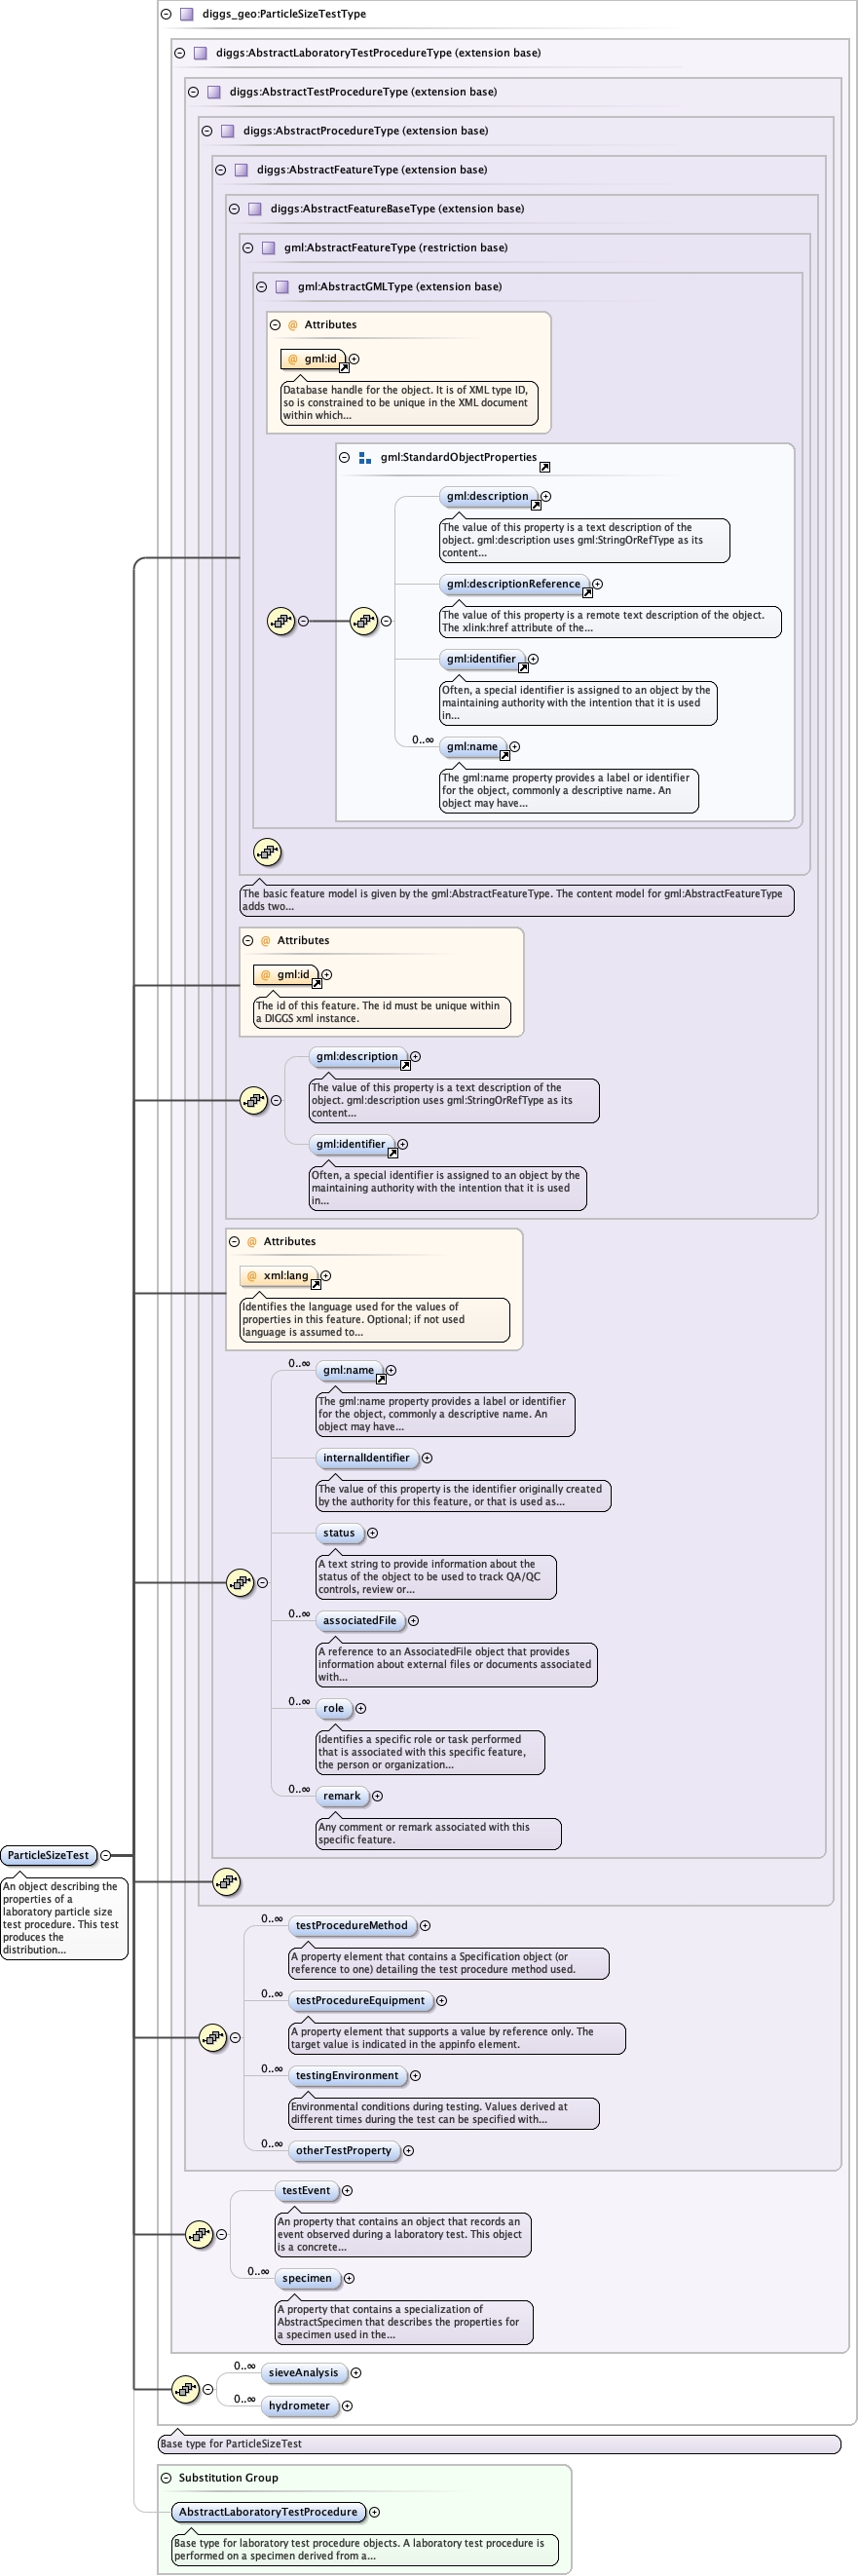 diggs_geo:ParticleSizeTestType
diggs:AbstractLaboratoryTestProcedureType (extension base)
diggs:AbstractTestProcedureType (extension base)
diggs:AbstractProcedureType (extension base)
diggs:AbstractFeatureType (extension base)
diggs:AbstractFeatureBaseType (extension base)
gml:AbstractFeatureType (restriction base)
gml:AbstractGMLType (extension base)
@ Attributes
@ gml:id
Database handle for the object. It is of XML type ID,
so is constrained to be unique in the XML document
within which...
gml:StandardObjectProperties
gml:description
The value of this property is a text description of the
object. gml:description uses gml:StringOrRefType as its
content...
gml:descriptionReference
The value of this property is a remote text description of the object.
The xlink:href attribute of the...
gml:identifier
Often, a special identifier is assigned to an object by the
maintaining authority with the intention that it is used
in...
0..∞
gml:name
The gml:name property provides a label or identifier
for the object, commonly a descriptive name. An
object may have...
The basic feature model is given by the gml:AbstractFeatureType. The content model for gml:AbstractFeatureType
adds two...
@ Attributes
@ gml:id
The id of this feature. The id must be unique within
a DIGGS xml instance.
gml:description
The value of this property is a text description of the
object. gml:description uses gml:StringOrRefType as its
content...
gml:identifier
Often, a special identifier is assigned to an object by the
maintaining authority with the intention that it is used
in...
@ Attributes
@ xml:lang
Identifies the language used for the values of
properties in this feature. Optional; if not used
language is assumed to...
0..∞
gml:name
The gml:name property provides a label or identifier
for the object, commonly a descriptive name. An
object may have...
internalIdentifier
The value of this property is the identifier originally created
by the authority for this feature, or that is used as...
status
A text string to provide information about the
status of the object to be used to track QA/QC
controls, review or...
0..∞
associatedFile
A reference to an AssociatedFile object that provides
information about external files or documents associated
with...
0..∞
role
Identifies a specific role or task performed
that is associated with this specific feature,
the person or organization...
0..∞
remark
Any comment or remark associated with this
specific feature.
ParticleSizeTest
An object describing the
properties of a
laboratory particle size
test procedure. This test
produces the
distribution...
0..∞
testProcedureMethod
A property element that contains a Specification object (or
reference to one) detailing the test procedure method used.
0..∞
testProcedureEquipment
A property element that supports a value by reference only. The
target value is indicated in the appinfo element.
0..∞
testingEnvironment
Environmental conditions during testing. Values derived at
different times during the test can be specified with...
0..∞
otherTestProperty
testEvent
An property that contains an object that records an
event observed during a laboratory test. This object
is a concrete...
0..∞
specimen
A property that contains a specialization of
AbstractSpecimen that describes the properties for
a specimen used in the...
0..∞
sieveAnalysis
0..∞
hydrometer
Base type for ParticleSizeTest
Substitution Group
AbstractLaboratoryTestProcedure
Base type for laboratory test procedure objects. A laboratory test procedure is
performed on a specimen derived from a...